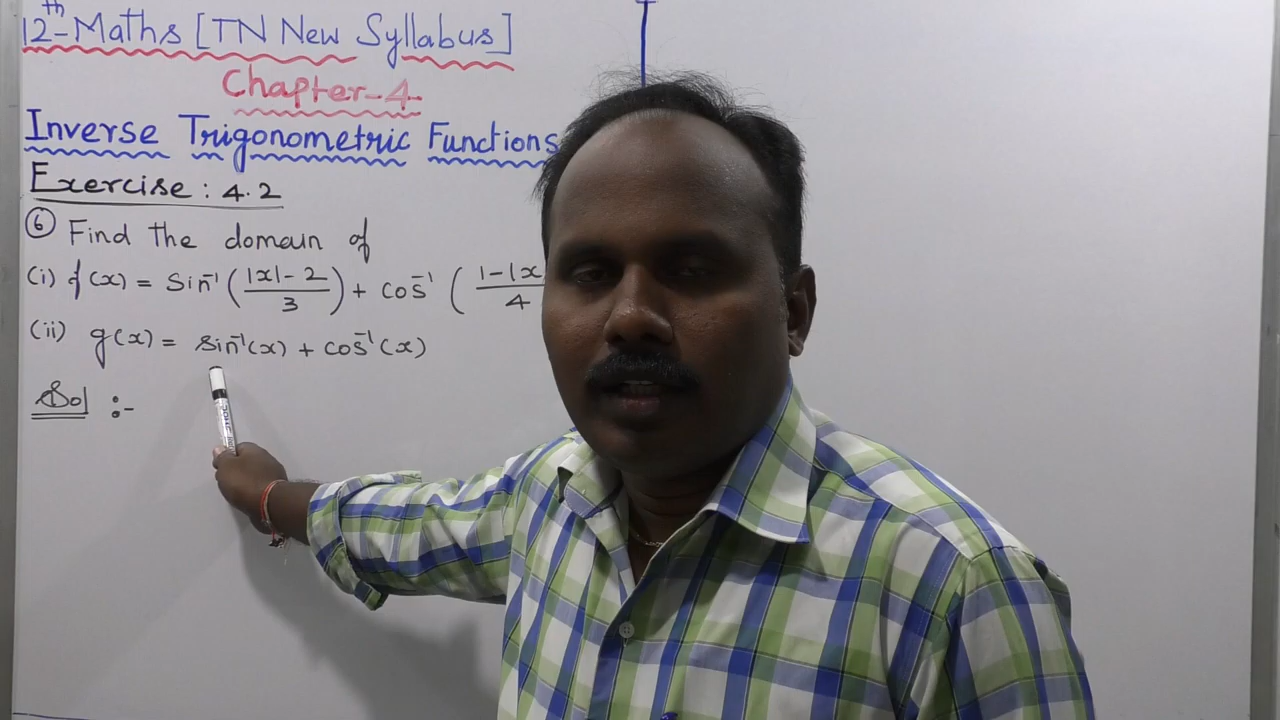 12th-Maths [TN New Syllabus]
Chapter-4
Inverse Trigonometric Functions
Exercise : 4.2
⑥ Find the domain of
(i) f(x) = Sin⁻¹ ( |x| - 2 / 3 ) + cos⁻¹ ( 1 - |x / 4
(ii) g(x) = sin⁻¹(x) + cos⁻¹(x)
Sol :-